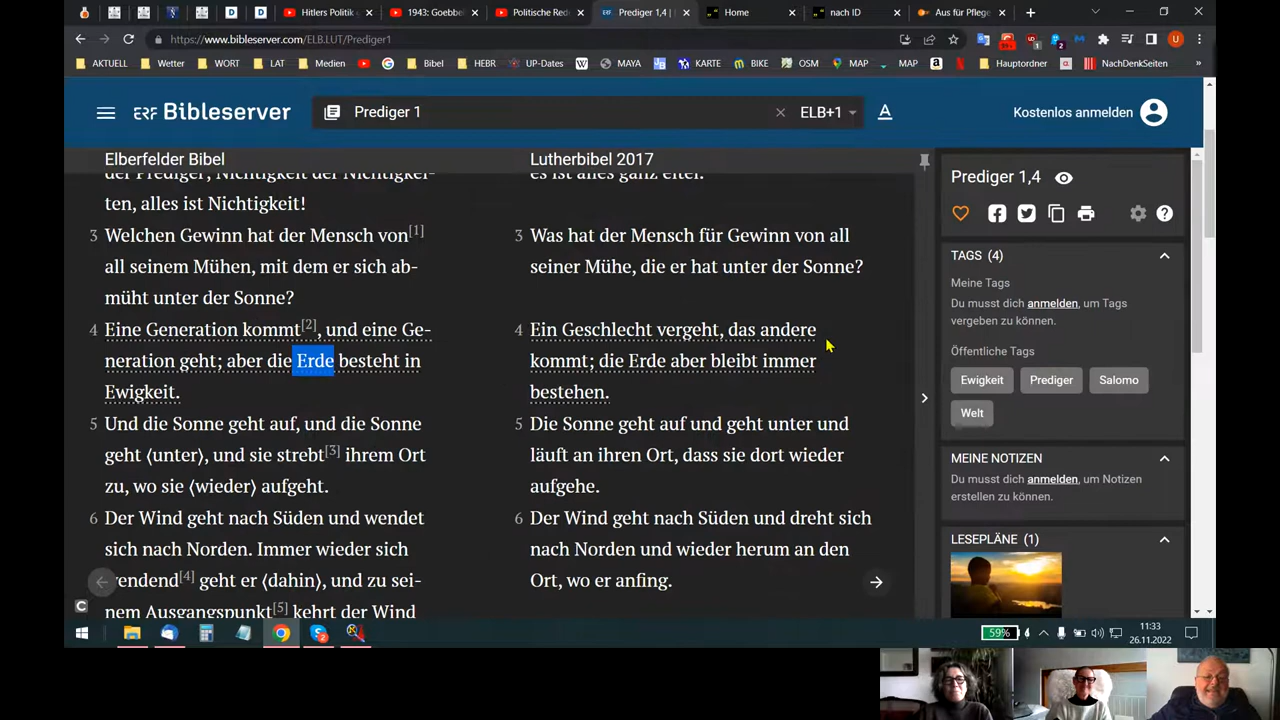 Hitlers Politik
1943: Goebbel
Politische Red
Prediger 1,4 |
Home
nach ID
Aus für Pflege
https://www.bibleserver.com/ELB.LUT/Prediger1
AKTUELL
Wetter
WORT
LAT
Medien
Bibel
HEBR
UP-Dates
MAYA
KARTE
BIKE
OSM
MAP
MAP
Hauptordner
NachDenkSeiten
»
ERF Bibleserver
Prediger 1
ELB+1
A
Kostenlos anmelden
Elberfelder Bibel
der Prediger; Nichtigkeit der Nichtigkei-
ten, alles ist Nichtigkeit!
3 Welchen Gewinn hat der Mensch von[1]
all seinem Mühen, mit dem er sich ab-
müht unter der Sonne?
4 Eine Generation kommt[2], und eine Ge-
neration geht; aber die Erde besteht in
Ewigkeit.
5 Und die Sonne geht auf, und die Sonne
geht ⟨unter⟩, und sie strebt[3] ihrem Ort
zu, wo sie ⟨wieder⟩ aufgeht.
6 Der Wind geht nach Süden und wendet
sich nach Norden. Immer wieder sich
wendend[4] geht er ⟨dahin⟩, und zu sei-
nem Ausgangspunkt[5] kehrt der Wind
Lutherbibel 2017
es ist alles ganz eitel.
3 Was hat der Mensch für Gewinn von all
seiner Mühe, die er hat unter der Sonne?
4 Ein Geschlecht vergeht, das andere
kommt; die Erde aber bleibt immer
bestehen.
5 Die Sonne geht auf und geht unter und
läuft an ihren Ort, dass sie dort wieder
aufgehe.
6 Der Wind geht nach Süden und dreht sich
nach Norden und wieder herum an den
Ort, wo er anfing.
Prediger 1,4
TAGS (4)
Meine Tags
Du musst dich anmelden, um Tags
vergeben zu können.
Öffentliche Tags
Ewigkeit
Prediger
Salomo
Welt
MEINE NOTIZEN
Du musst dich anmelden, um Notizen
erstellen zu können.
LESEPLÄNE (1)
59%
11:33
26.11.2022